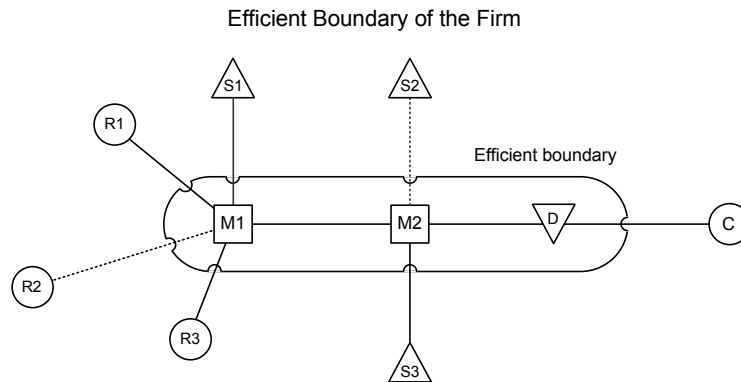 Efficient Boundary of the Firm
S1
S2
R1
Efficient boundary
M1
M2
D
C
R2
R3
S3